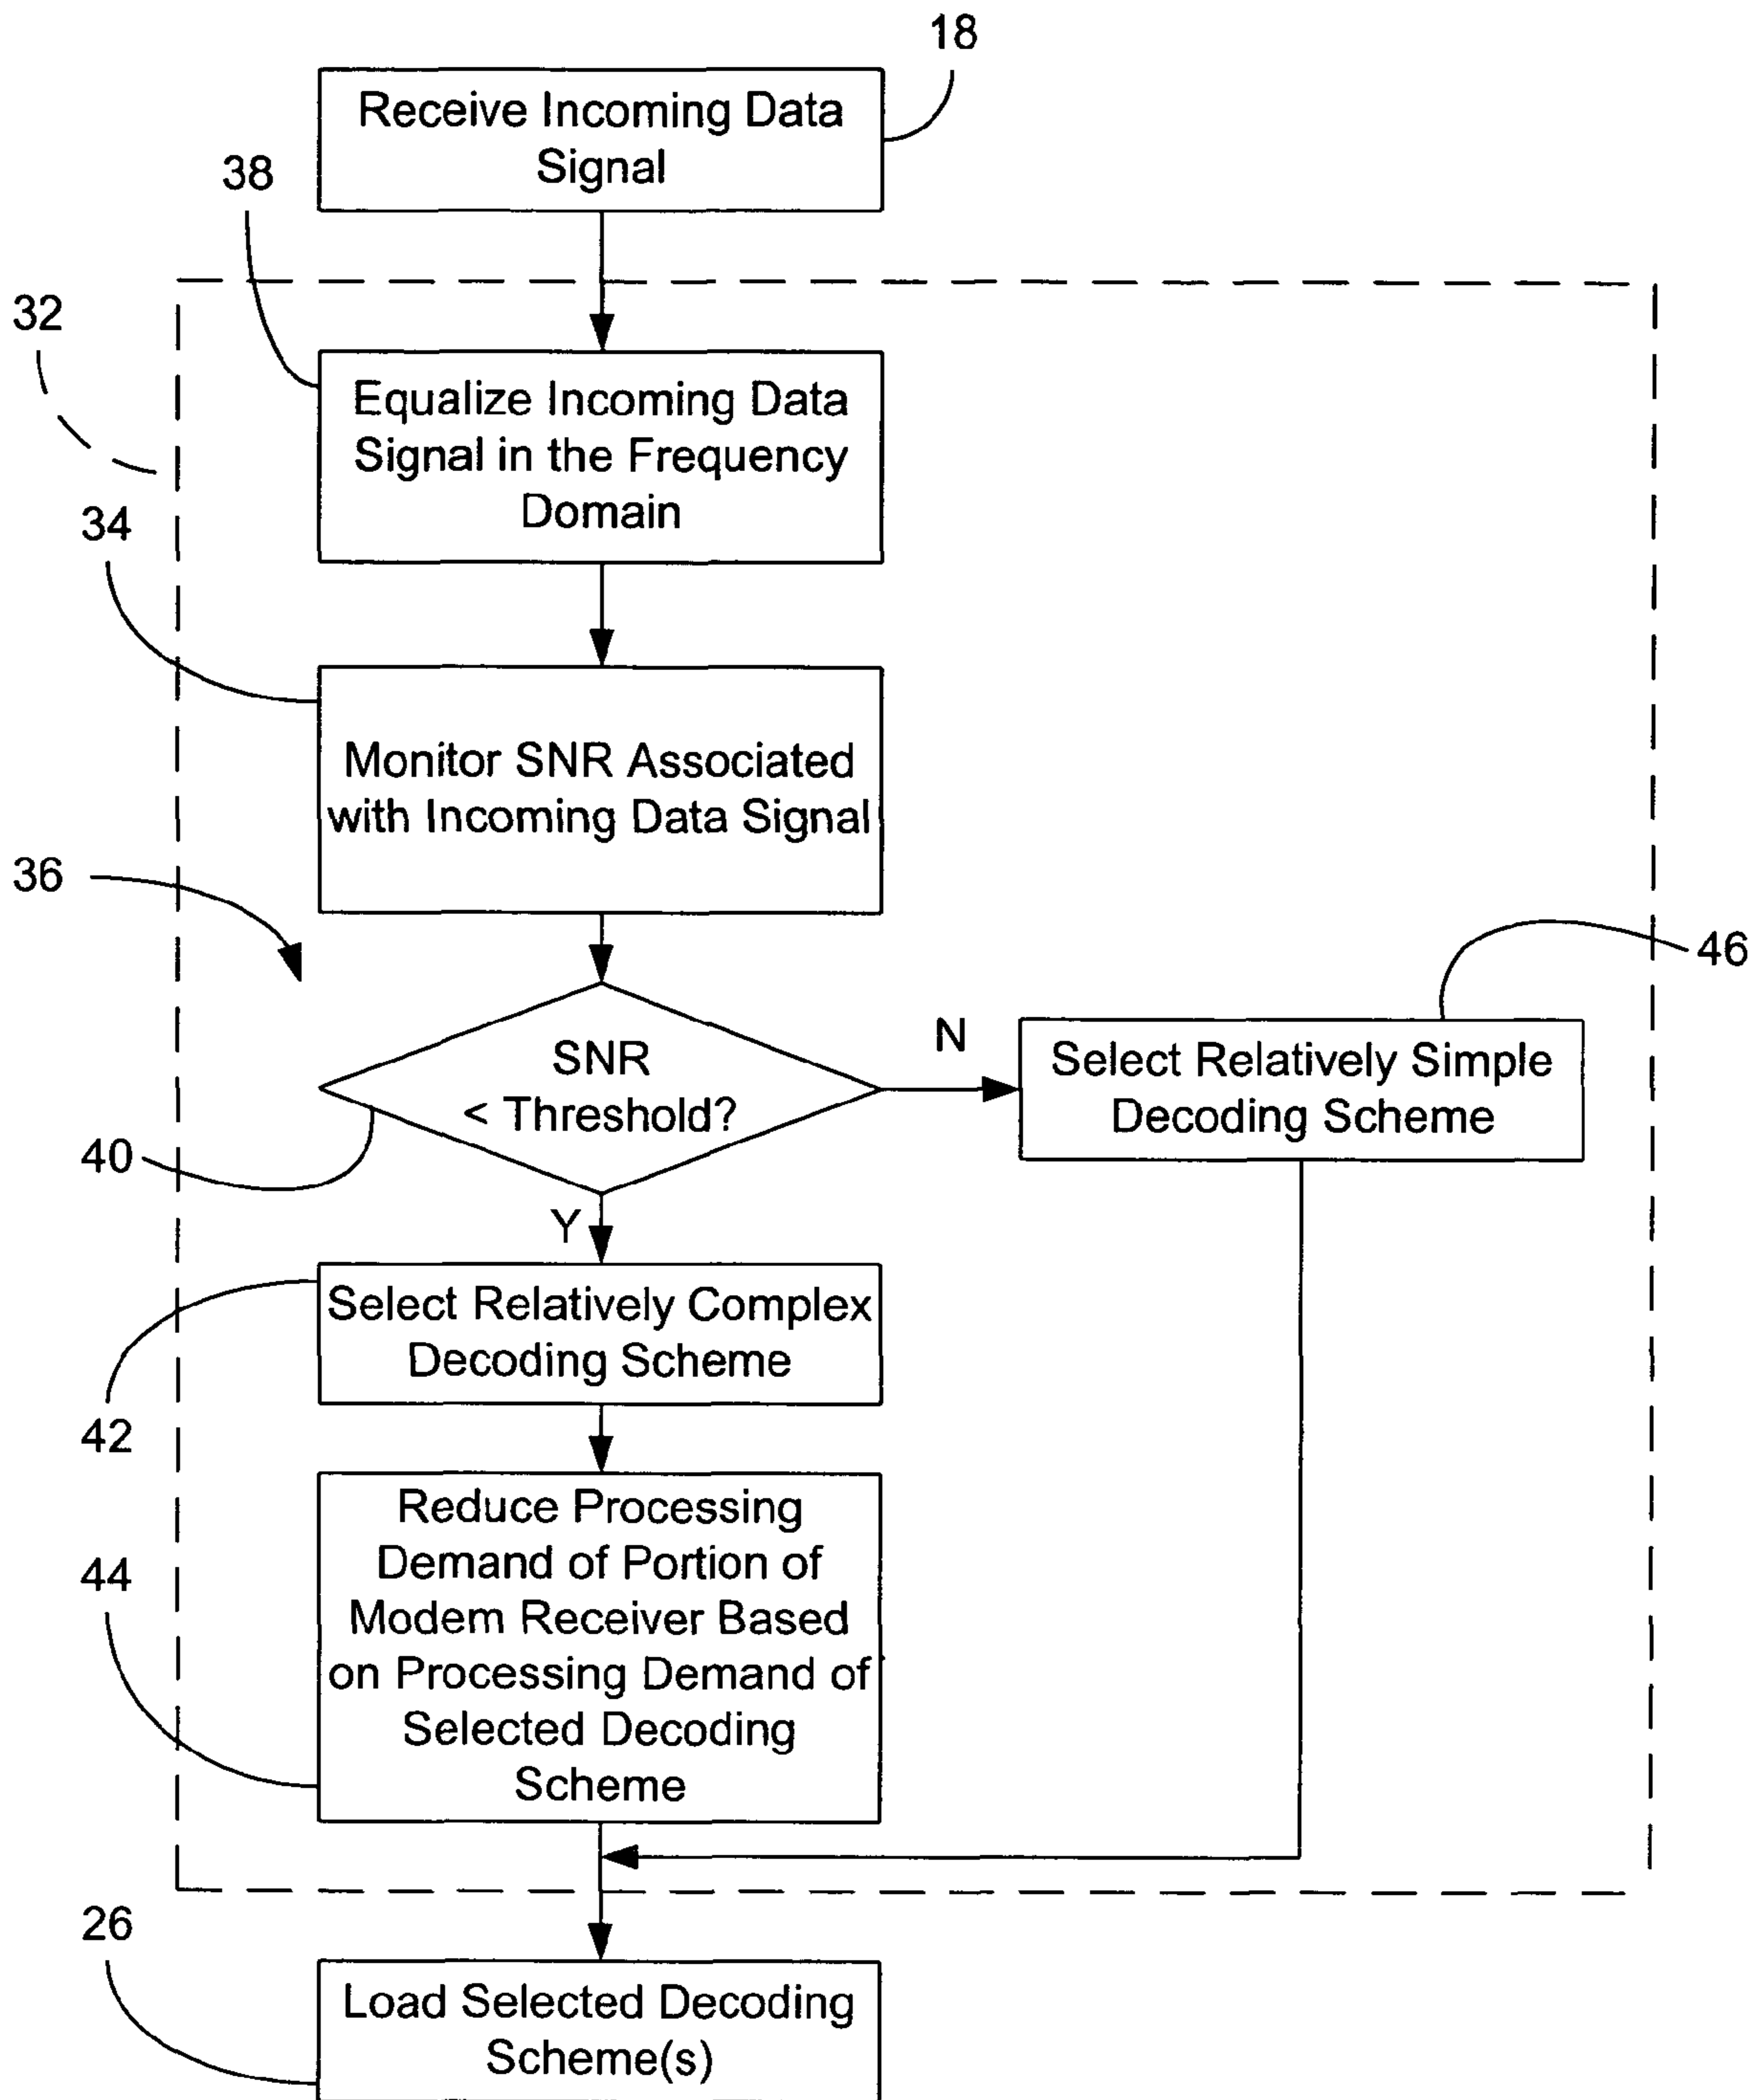 18
Receive Incoming Data
Signal
38
32
Equalize Incoming Data
Signal in the Frequency
Domain
34
Monitor SNR Associated
with Incoming Data Signal
36
46
SNR
< Threshold?
N
Select Relatively Simple
Decoding Scheme
40
Y
Select Relatively Complex
Decoding Scheme
42
Reduce Processing
Demand of Portion of
Modem Receiver Based
on Processing Demand of
Selected Decoding
Scheme
44
26
Load Selected Decoding
Scheme(s)